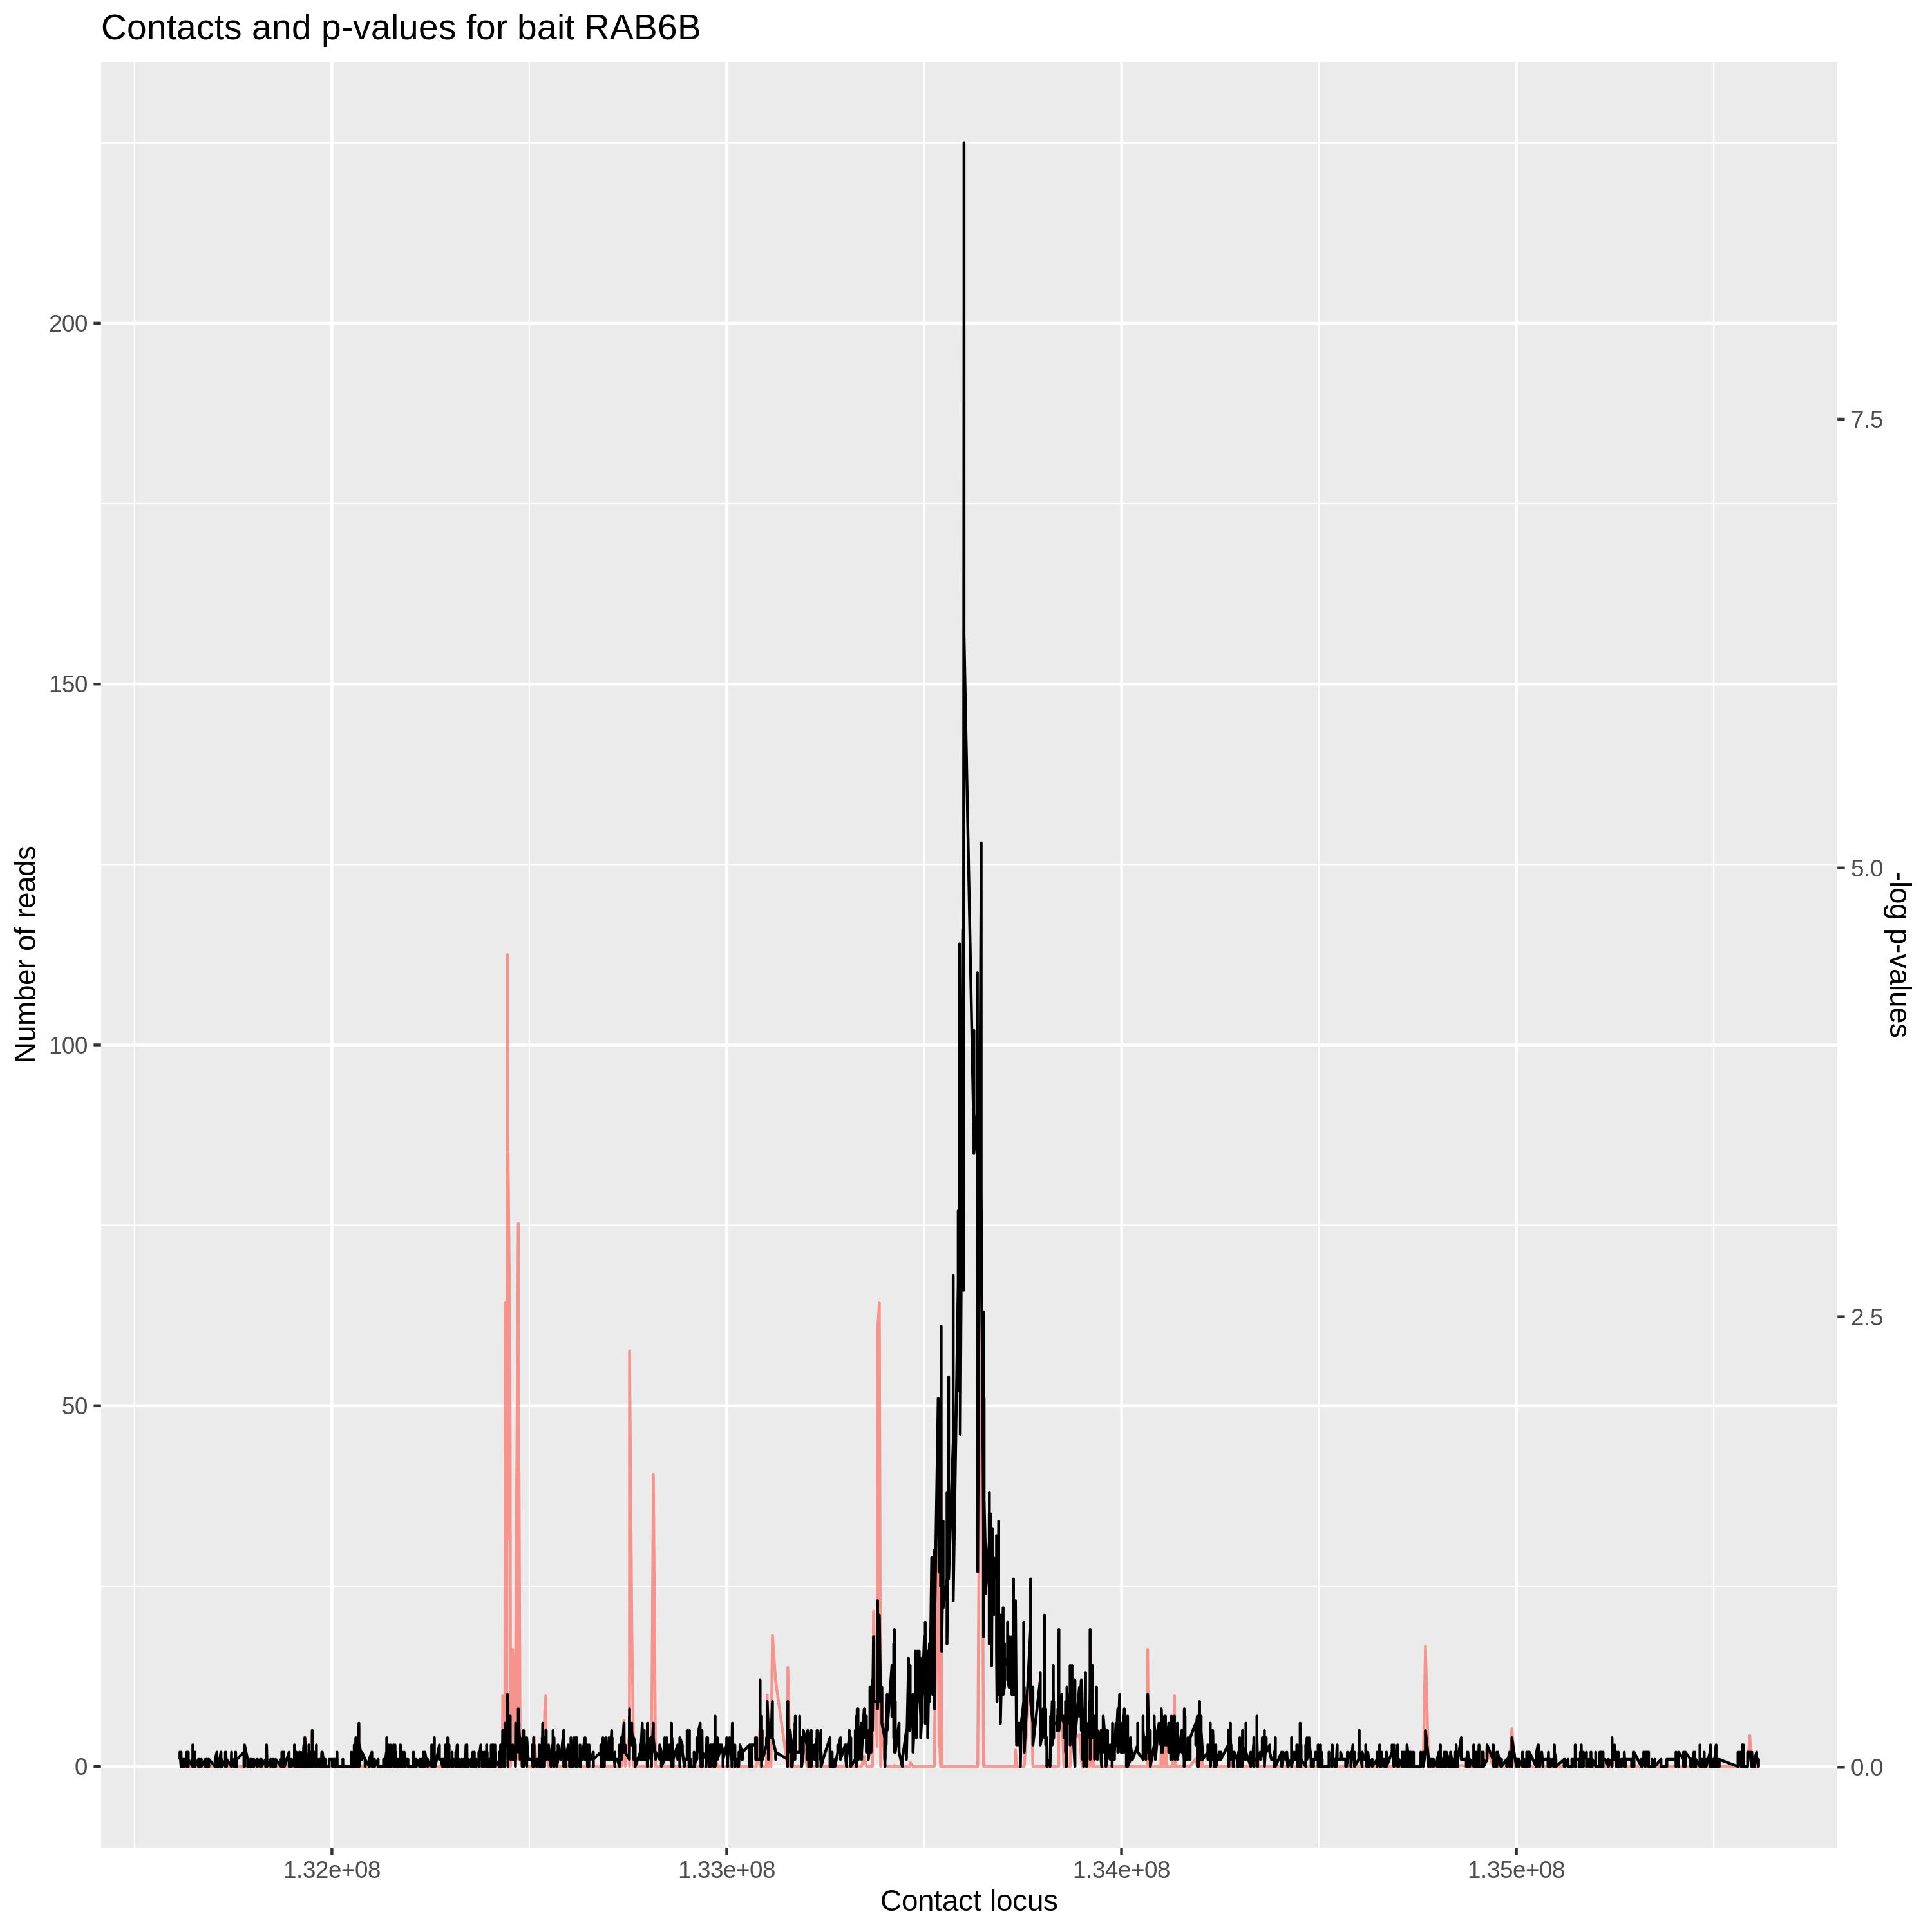 Contacts and p-values for bait RAB6B
Number of reads
200
150
100
50
0
7.5
5.0
2.5
0.0
-log p-values
1.32e+08
1.33e+08
1.34e+08
1.35e+08
Contact locus